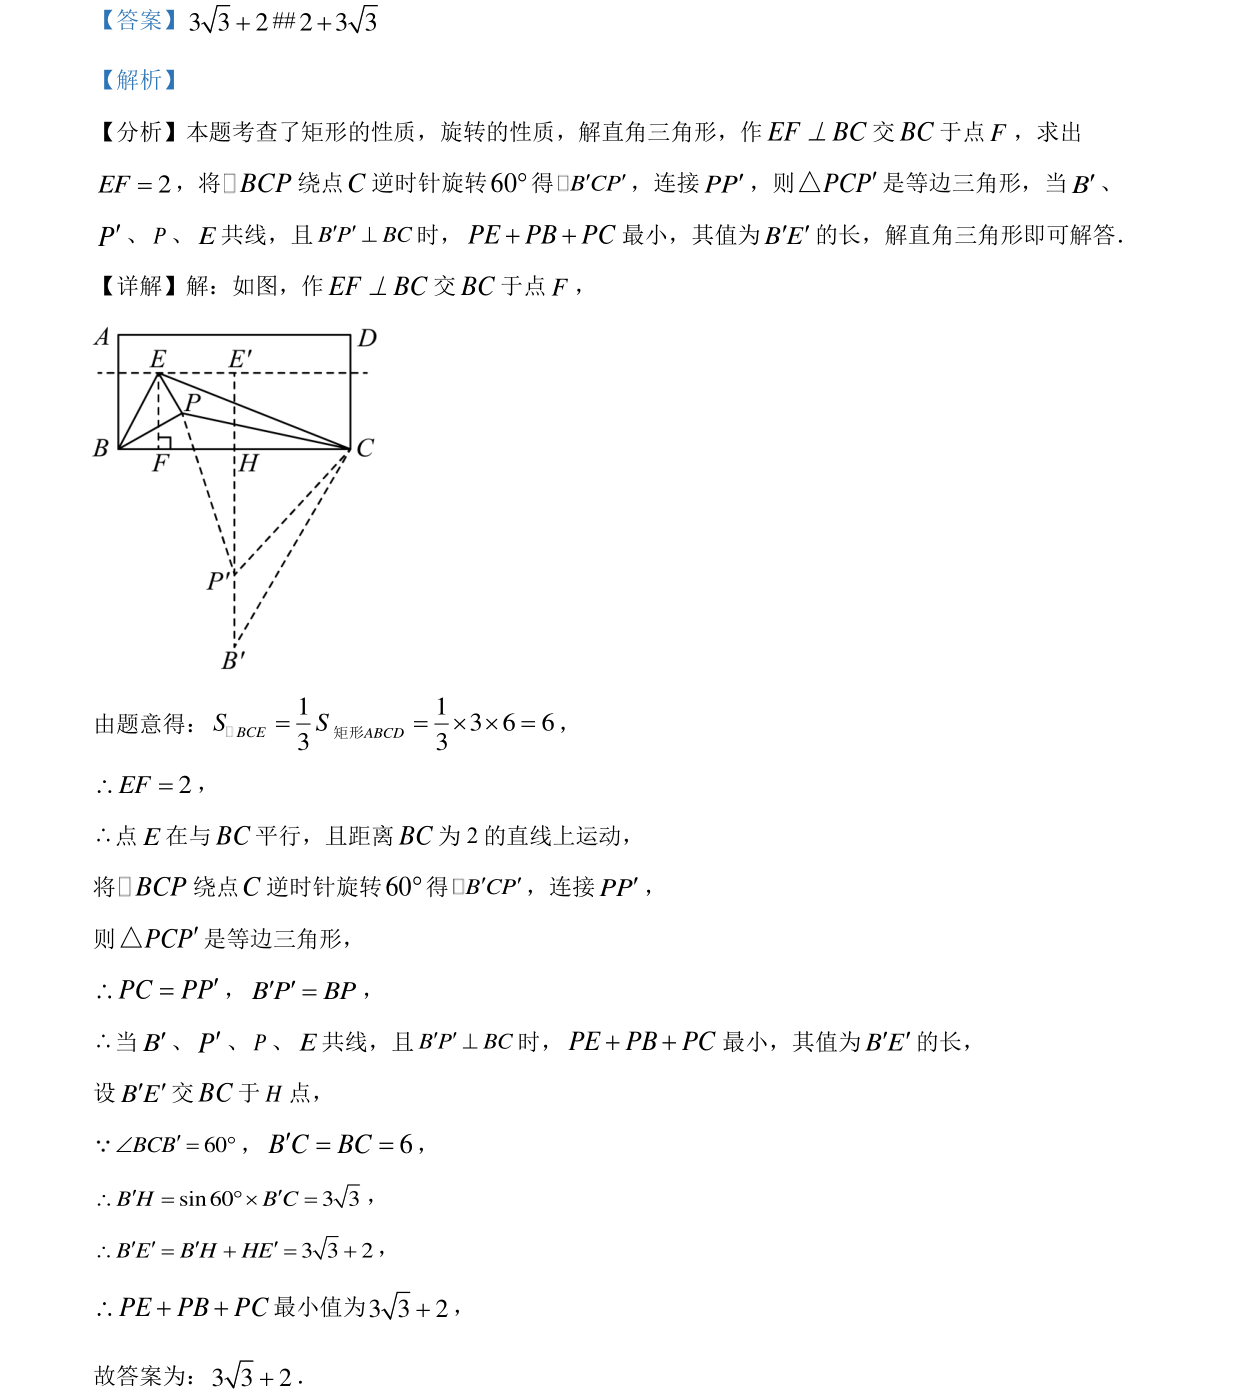 【答案】3√3+2##2+3√3
【解析】
【分析】本题考查了矩形的性质，旋转的性质，解直角三角形，作EF⊥BC交BC于点F，求出
EF=2，将□BCP绕点C逆时针旋转60°得□B′CP′，连接PP′，则△PCP′是等边三角形，当B′、
P′、P、E共线，且B′P′⊥BC时，PE+PB+PC最小，其值为B′E′的长，解直角三角形即可解答.
【详解】解：如图，作EF⊥BC交BC于点F，
A D
E E′
P
B F H C
P′
B′
由题意得：S□BCE=1/3S矩形ABCD=1/3×3×6=6，
∴EF=2，
∴点E在与BC平行，且距离BC为2的直线上运动，
将□BCP绕点C逆时针旋转60°得□B′CP′，连接PP′，
则△PCP′是等边三角形，
∴PC=PP′，B′P′=BP，
∴当B′、P′、P、E共线，且B′P′⊥BC时，PE+PB+PC最小，其值为B′E′的长，
设B′E′交BC于H点，
∵∠BCB′=60°，B′C=BC=6，
∴B′H=sin60°×B′C=3√3，
∴B′E′=B′H+HE′=3√3+2，
∴PE+PB+PC最小值为3√3+2，
故答案为：3√3+2.